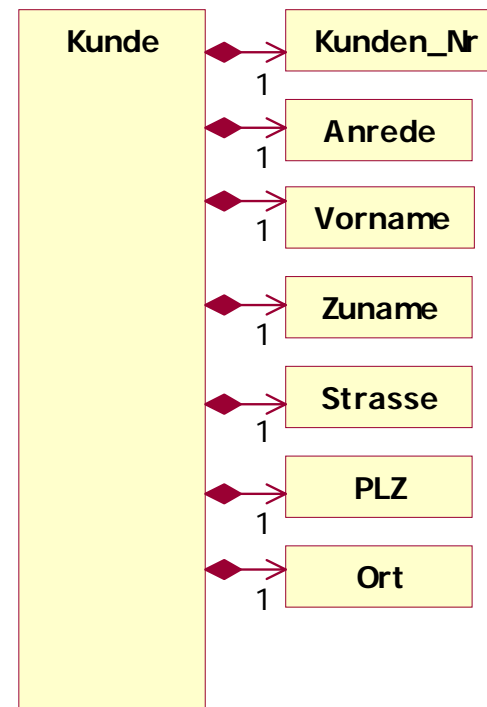 Kunde
Kunden_Nr
1
Anrede
1
Vorname
1
Zuname
1
Strasse
1
PLZ
1
Ort
1